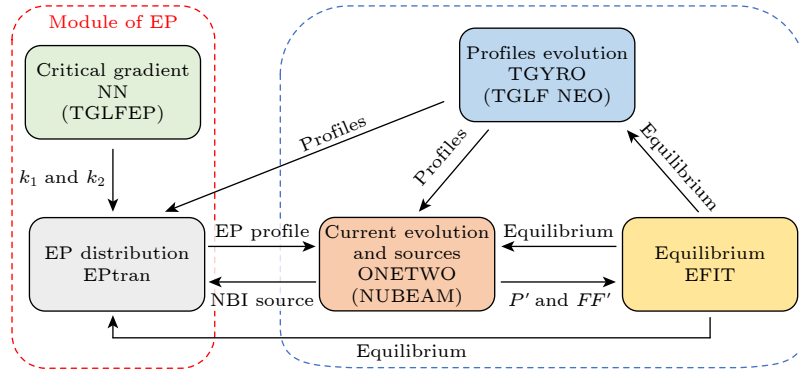 Module of EP
Critical gradient
NN
(TGLFEP)
Profiles evolution
TGYRO
(TGLF NEO)
Profiles
Profiles
Equilibrium
k₁ and k₂
EP distribution
EPtran
EP profile
NBI source
Current evolution
and sources
ONETWO
(NUBEAM)
Equilibrium
P′ and FF′
Equilibrium
EFIT
Equilibrium